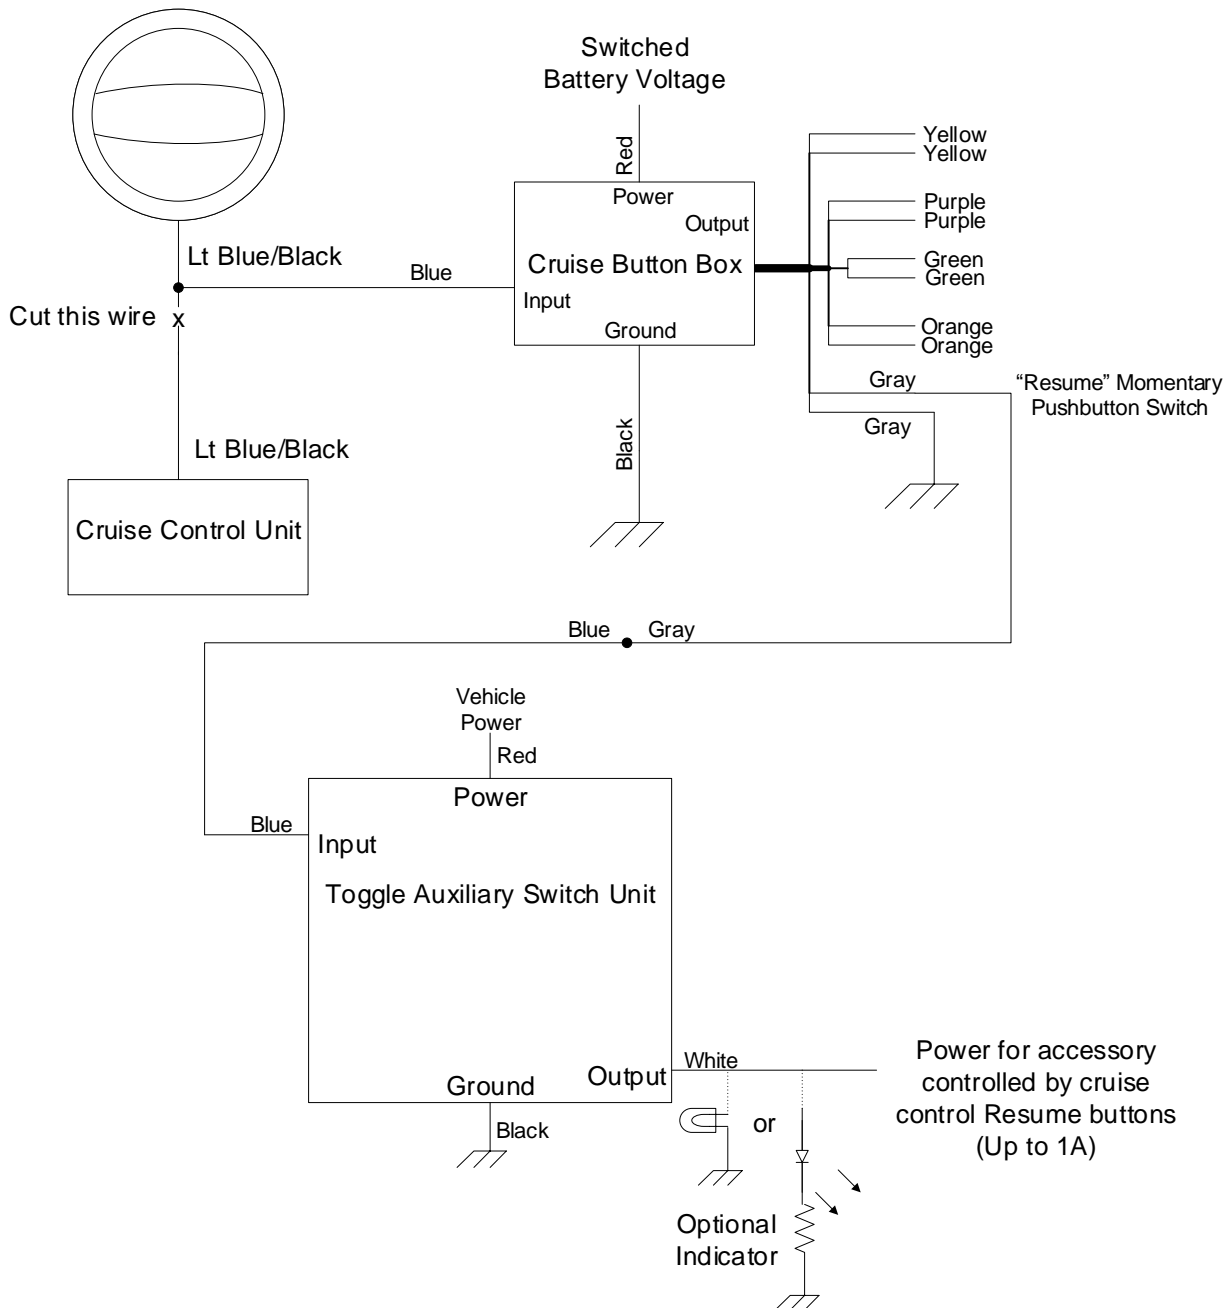 Switched
Battery Voltage
Red
Yellow
Yellow
Power
Purple
Purple
Output
Lt Blue/Black
Blue
Cruise Button Box
Green
Green
Input
Cut this wire x
Ground
Orange
Orange
Gray
“Resume” Momentary
Pushbutton Switch
Gray
Black
Lt Blue/Black
Cruise Control Unit
Blue
Gray
Vehicle
Power
Red
Power
Blue
Input
Toggle Auxiliary Switch Unit
White
Output
Ground
Black
or
Power for accessory
controlled by cruise
control Resume buttons
(Up to 1A)
Optional
Indicator